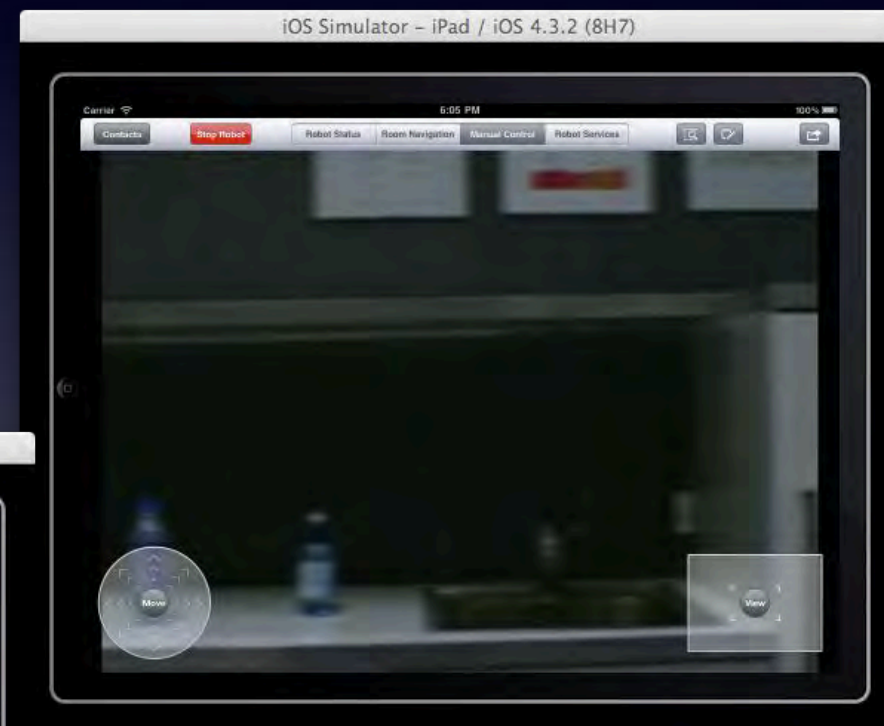 iOS Simulator – iPad / iOS 4.3.2 (8H7)
Carrier 6:05 PM 100%
Contacts Stop Robot Robot Status Room Navigation Manual Control Robot Services
Move View